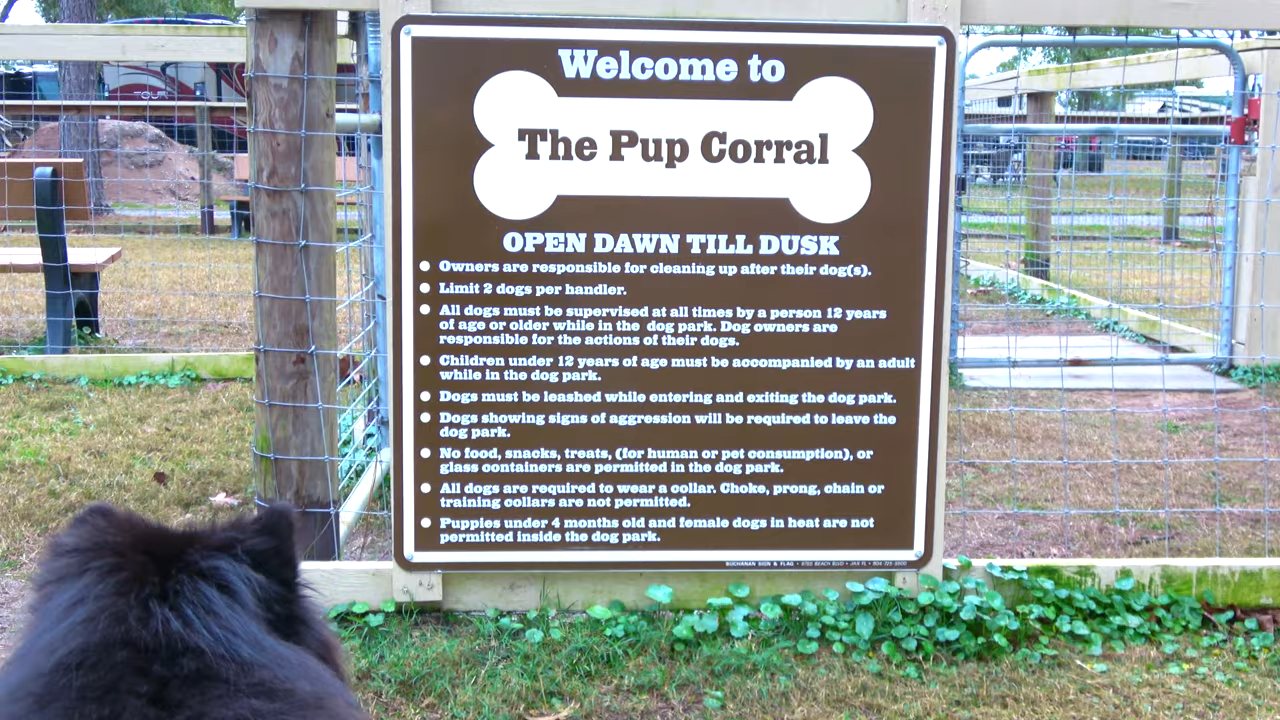 TOUR
Welcome to
The Pup Corral
OPEN DAWN TILL DUSK
Owners are responsible for cleaning up after their dog(s).
Limit 2 dogs per handler.
All dogs must be supervised at all times by a person 12 years
of age or older while in the dog park. Dog owners are
responsible for the actions of their dogs.
Children under 12 years of age must be accompanied by an adult
while in the dog park.
Dogs must be leashed while entering and exiting the dog park.
Dogs showing signs of aggression will be required to leave the
dog park.
No food, snacks, treats, (for human or pet consumption), or
glass containers are permitted in the dog park.
All dogs are required to wear a collar. Choke, prong, chain or
training collars are not permitted.
Puppies under 4 months old and female dogs in heat are not
permitted inside the dog park.
BUCHANAN SIGN & FLAG • BEACH BLVD • JAX FL •